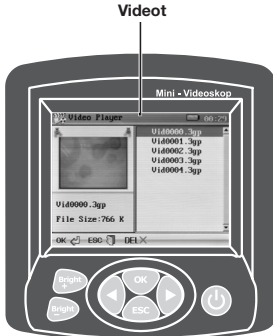 Videot
Mini - Videoskop
Video Player 00:29
Vid0000.3gp
Vid0001.3gp
Vid0002.3gp
Vid0003.3gp
Vid0004.3gp
Vid0000.3gp
File Size:766 K
OK ESC DEL
Bright +
OK
Bright −
ESC